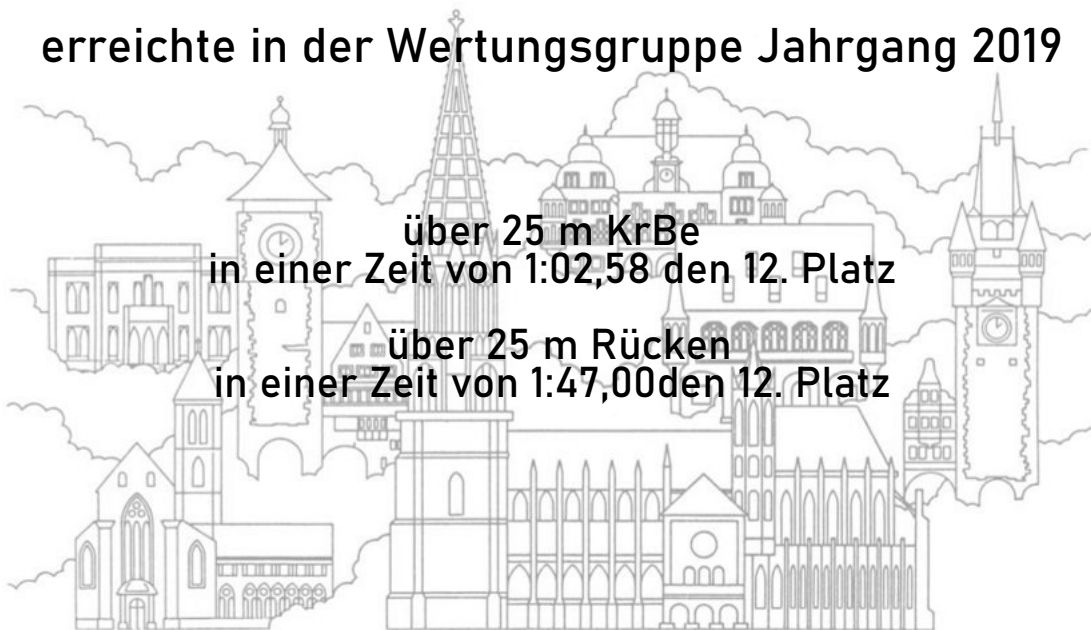 erreichte in der Wertungsgruppe Jahrgang 2019
über 25 m KrBe
in einer Zeit von 1:02,58 den 12. Platz
über 25 m Rücken
in einer Zeit von 1:47,00den 12. Platz